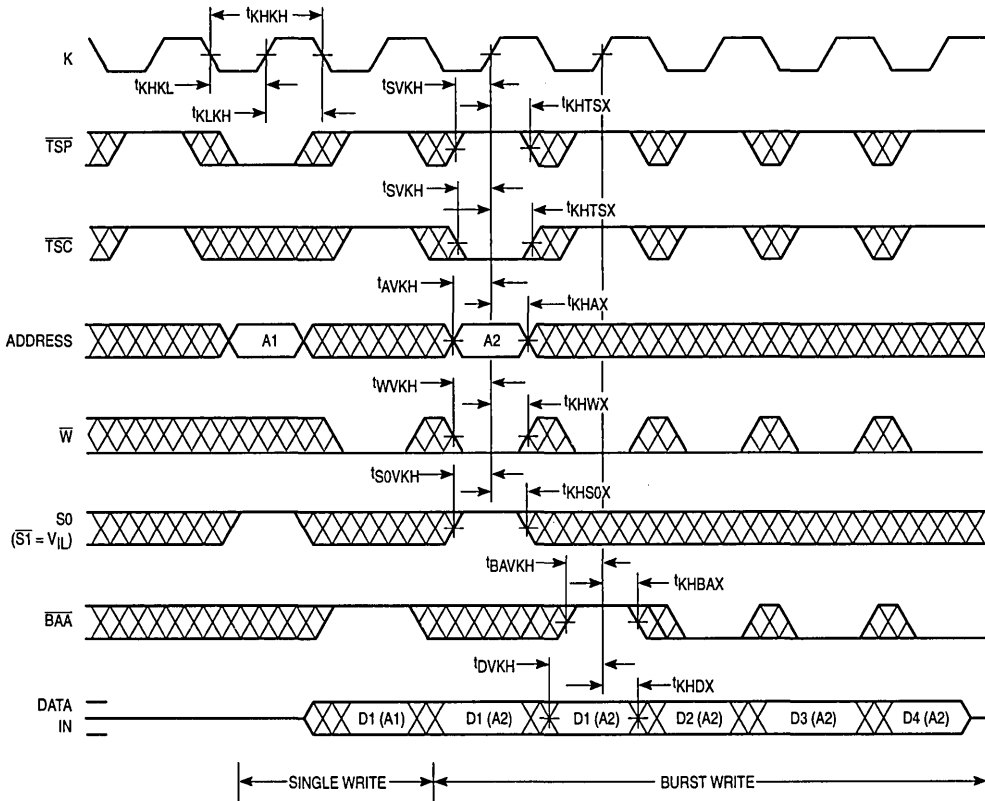 tKHKH
K
tKHKL
tSVKH
tKHTSX
tKLKH
TSP
tSVKH
tKHTSX
TSC
tAVKH
tKHAX
ADDRESS
A1
A2
tWVKH
tKHWX
W
tS0VKH
tKHS0X
S0
(S1 = VIL)
tBAVKH
tKHBAX
BAA
tDVKH
tKHDX
DATA
IN
D1 (A1)
D1 (A2)
D1 (A2)
D2 (A2)
D3 (A2)
D4 (A2)
SINGLE WRITE
BURST WRITE